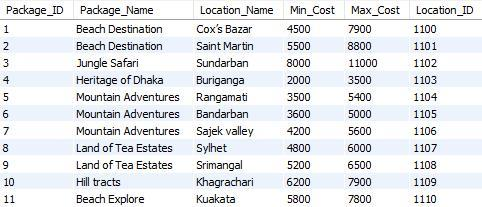 Package_ID Package_Name Location_Name Min_Cost Max_Cost Location_ID
1 Beach Destination Cox's Bazar 4500 7900 1100
2 Beach Destination Saint Martin 5500 8800 1101
3 Jungle Safari Sundarban 8000 11000 1102
4 Heritage of Dhaka Buriganga 2000 3500 1103
5 Mountain Adventures Rangamati 3500 5400 1104
6 Mountain Adventures Bandarban 3600 5000 1105
7 Mountain Adventures Sajek valley 4200 5600 1106
8 Land of Tea Estates Sylhet 4800 6000 1107
9 Land of Tea Estates Srimangal 5200 6500 1108
10 Hill tracts Khagrachari 6200 7900 1109
11 Beach Explore Kuakata 5800 7800 1110